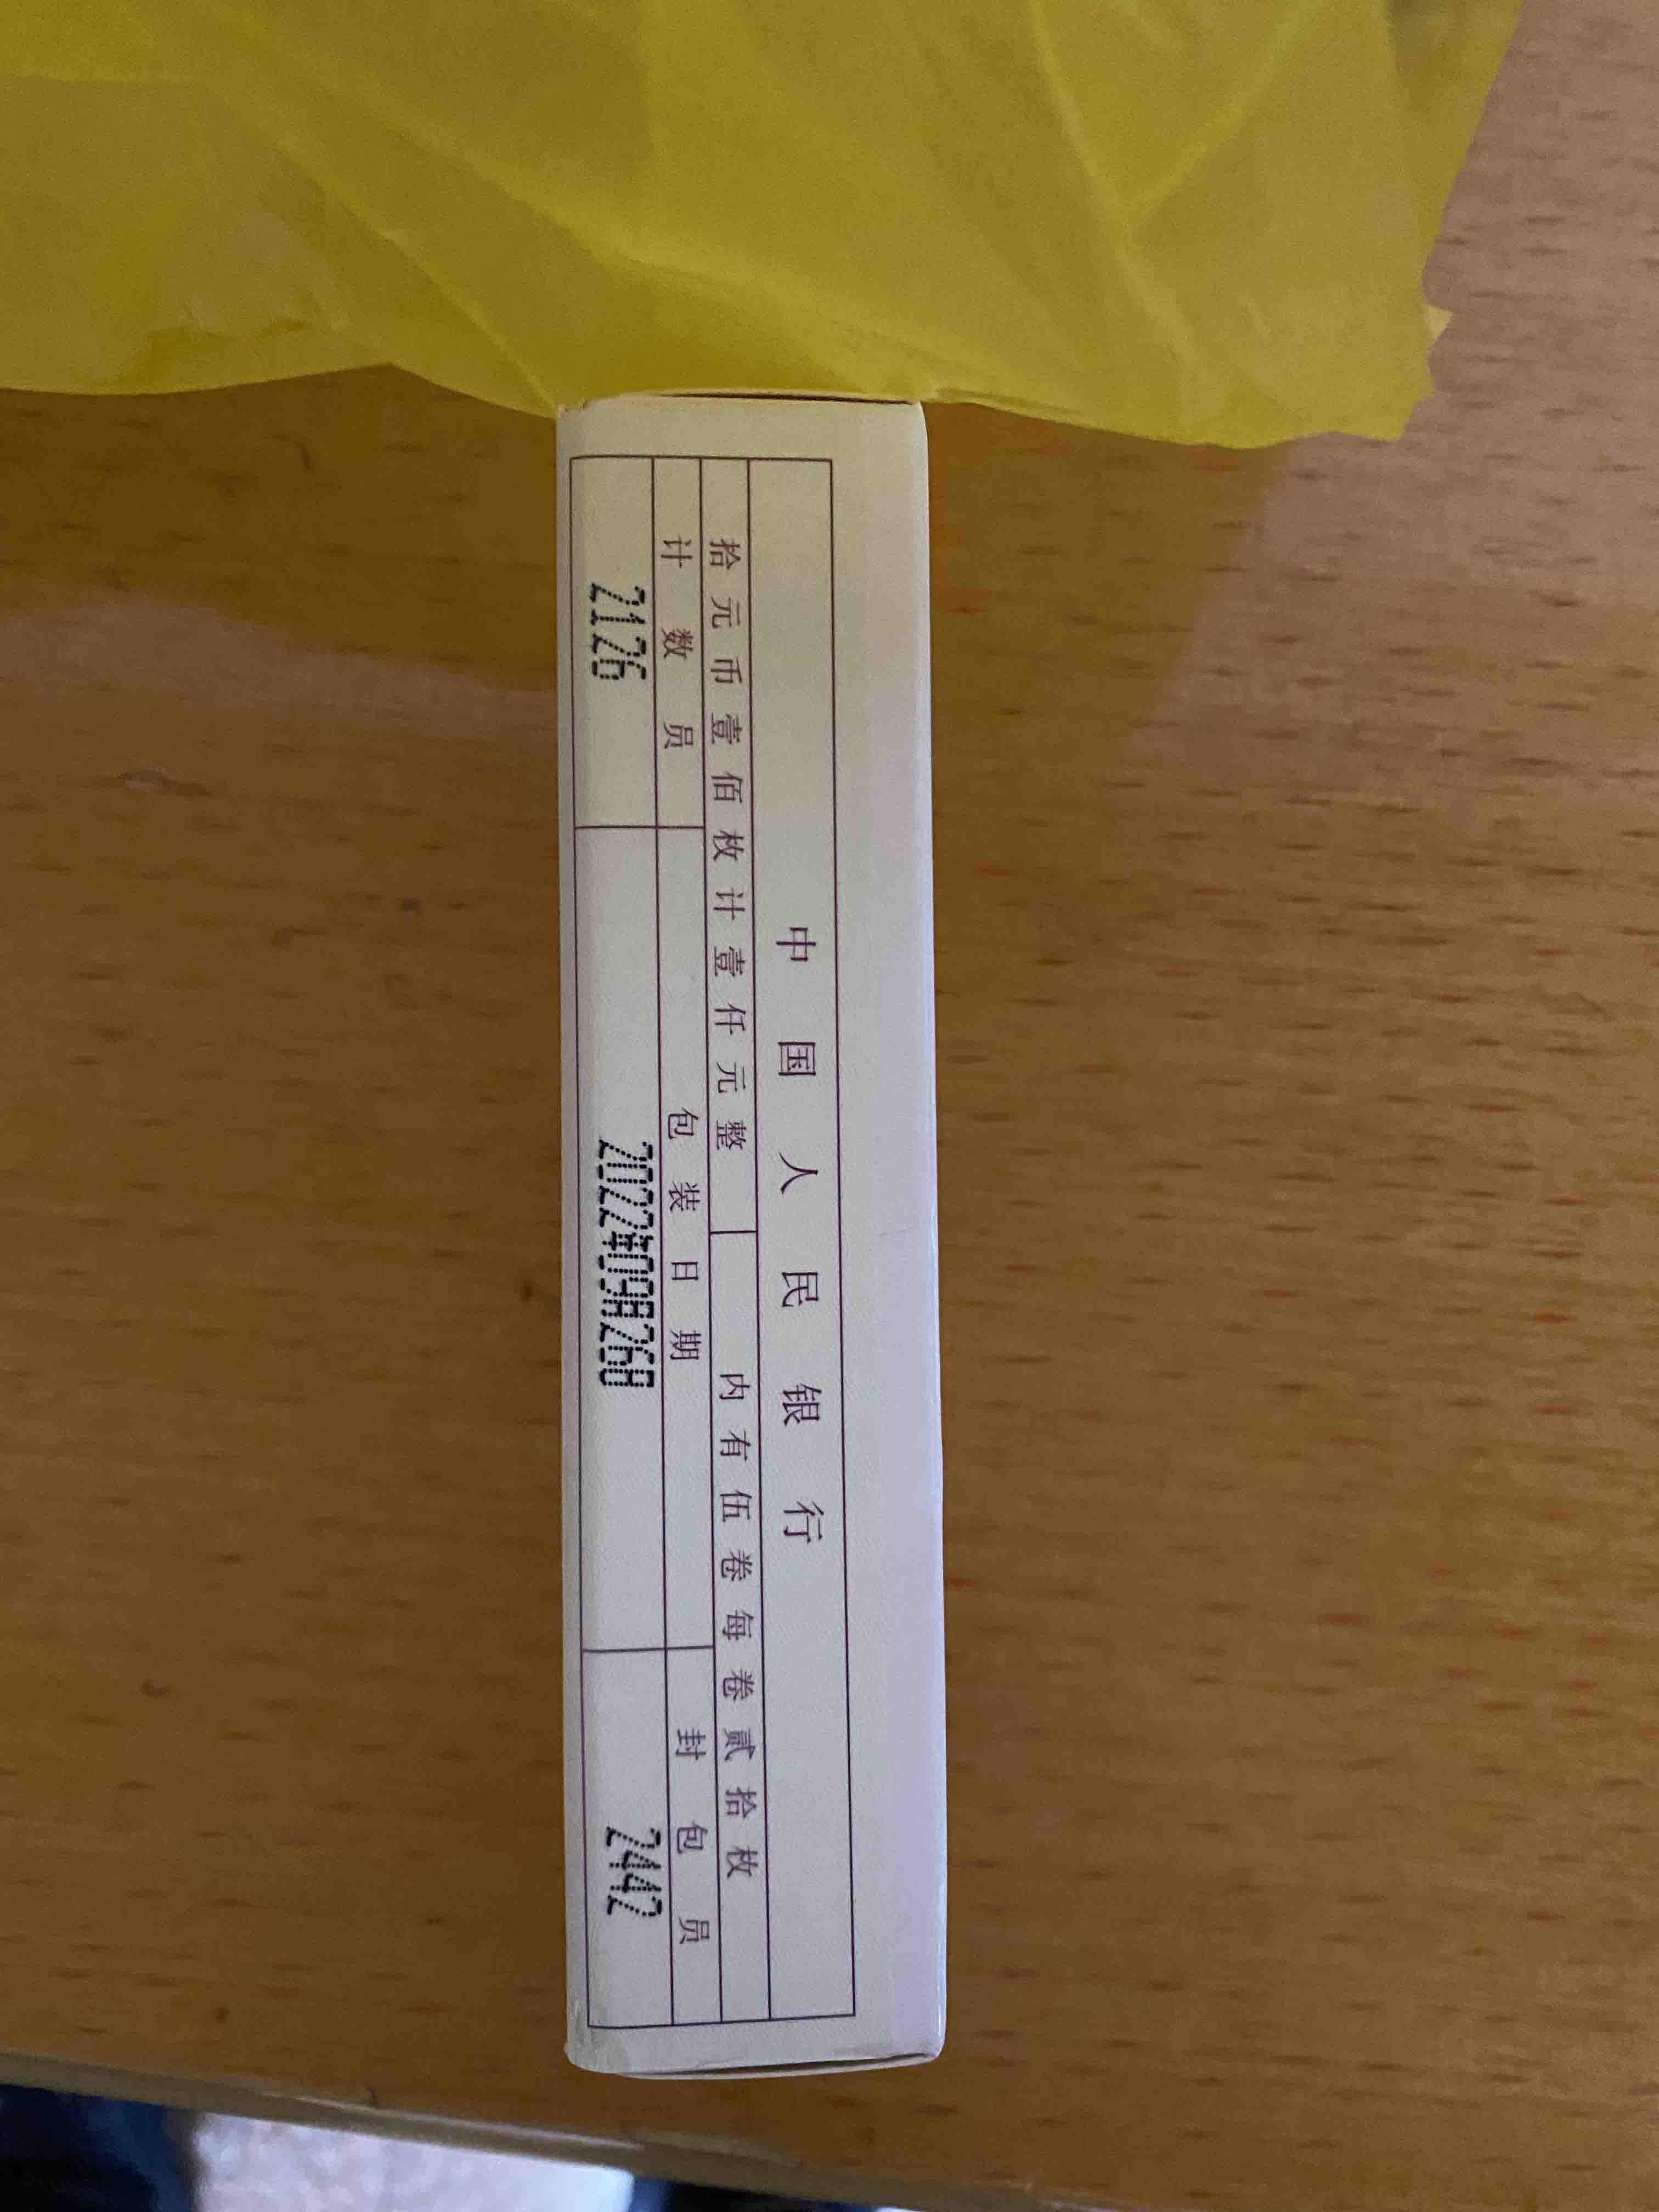 中国人民银行
拾元币壹佰枚计壹仟元整 内有伍卷每卷贰拾枚
计数员 包装日期 封包员
2126 2022年09月26日 2442